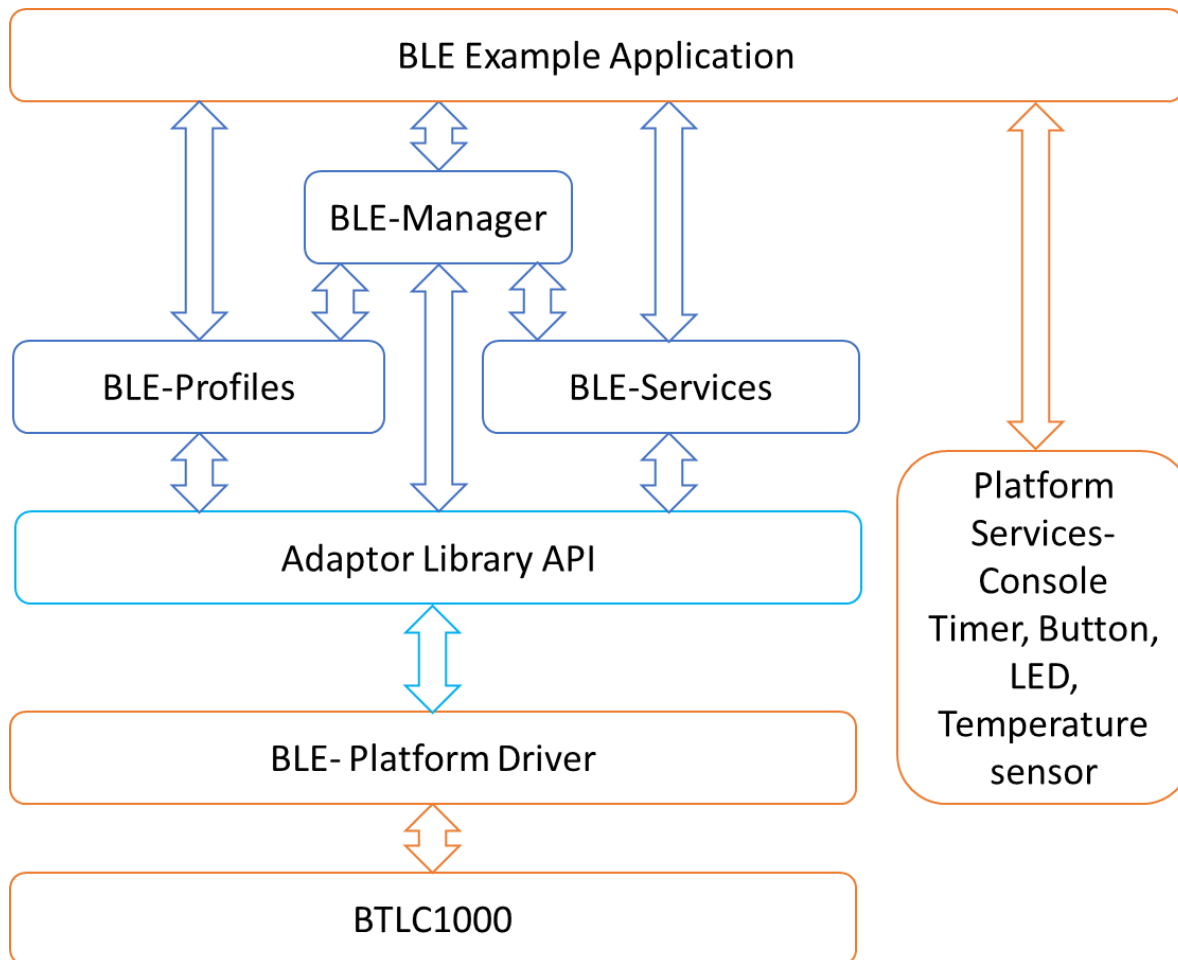 BLE Example Application
BLE-Manager
BLE-Profiles
BLE-Services
Adaptor Library API
Platform
Services-
Console
Timer, Button,
LED,
Temperature
sensor
BLE- Platform Driver
BTLC1000